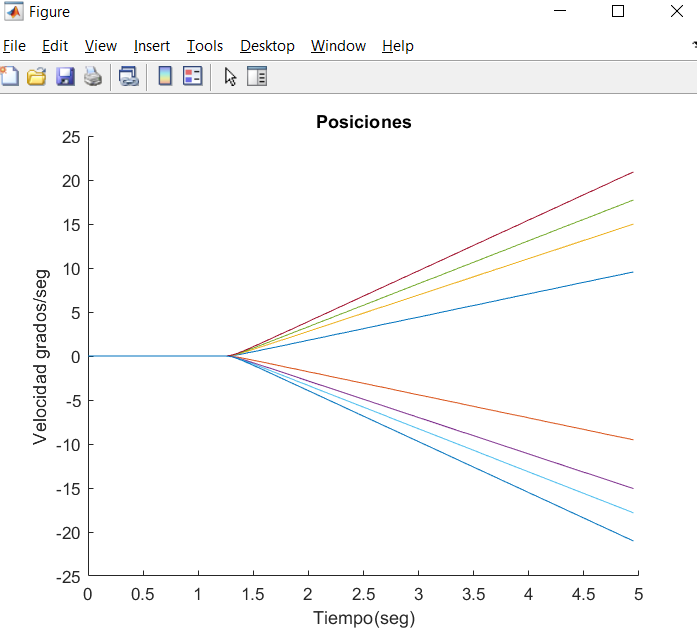 Figure
File Edit View Insert Tools Desktop Window Help
Posiciones
25
20
15
10
5
0
-5
-10
-15
-20
-25
Velocidad grados/seg
0 0.5 1 1.5 2 2.5 3 3.5 4 4.5 5
Tiempo(seg)